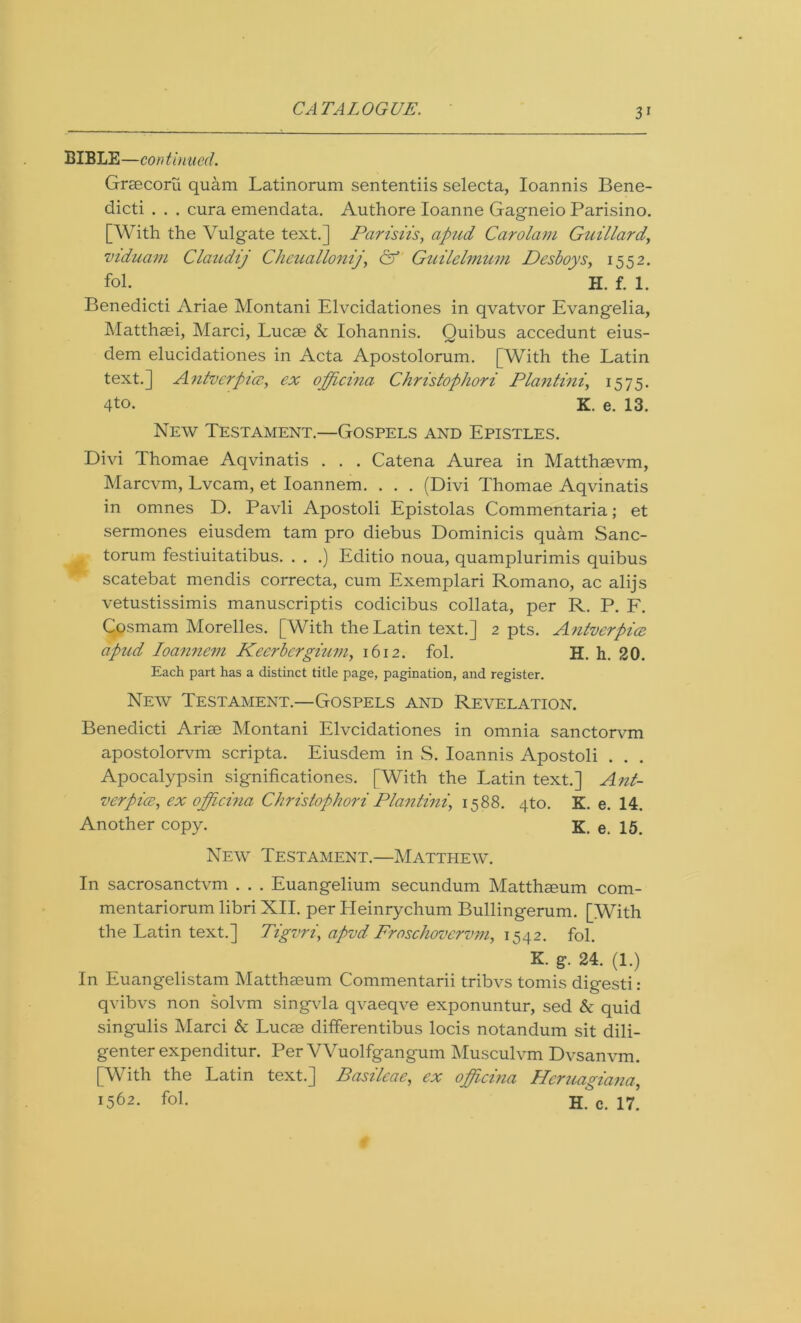 CATALOGUE. 31
BIBLE—continued.
Græcorū quàm Latinorum sententiis selecta, Ioannis Bene-
dicti . . . cura emendata. Authore Ioanne Gagneio Parisino.
[With the Vulgate text.] Parisiis, apud Carolam Guillard,
viduam Claudij Cheuallonij, & Guilelmum Desboys, 1552.
fol. H. f. 1.
Benedicti Ariae Montani Elvcidationes in qvatvor Evangelia,
Matthæi, Marci, Lucæ & Iohannis. Quibus accedunt eius-
dem elucidationes in Acta Apostolorum. [With the Latin
text.] Antverpiæ, ex officina Christophori Plantini, 1575.
4to. K. e. 13.
NEW TESTAMENT.—GOSPELS AND EPISTLES.
Divi Thomae Aqvinatis . . . Catena Aurea in Matthævm,
Marcvm, Lvcam, et Ioannem. . . . (Divi Thomae Aqvinatis
in omnes D. Pavli Apostoli Epistolas Commentaria; et
sermones eiusdem tam pro diebus Dominicis quàm Sanc-
torum festiuitatibus. . . .) Editio noua, quamplurimis quibus
scatebat mendis correcta, cum Exemplari Romano, ac alijs
vetustissimis manuscriptis codicibus collata, per R. P. F.
Cosmam Morelles. [With the Latin text.] 2 pts. Antverpiæ
apud Ioannem Keerbergium, 1612. fol. H. h. 20.
Each part has a distinct title page, pagination, and register.
NEW TESTAMENT.—GOSPELS AND REVELATION.
Benedicti Ariæ Montani Elvcidationes in omnia sanctorvm
apostolorvm scripta. Eiusdem in S. Ioannis Apostoli . . .
Apocalypsin significationes. [With the Latin text.] Ant-
verpiæ, ex officina Christophori Plantini, 1588. 4to. K. e. 14.
Another copy. K. e. 15.
NEW TESTAMENT.—MATTHEW.
In sacrosanctvm . . . Euangelium secundum Matthæum com-
mentariorum libri XII. per Heinrychum Bullingerum. [With
the Latin text.] Tigvri, apvd Froschovervm, 1542. fol.
K. g. 24. (1.)
In Euangelistam Matthæum Commentarii tribvs tomis digesti:
qvibvs non solvm singvla qvaeqve exponuntur, sed & quid
singulis Marci & Lucæ differentibus locis notandum sit dili-
genter expenditur. Per VVuolfgangum Musculvm Dvsanvm.
[With the Latin text.] Basileae, ex officina Heruagiana,
1562. fol. H. c. 17.